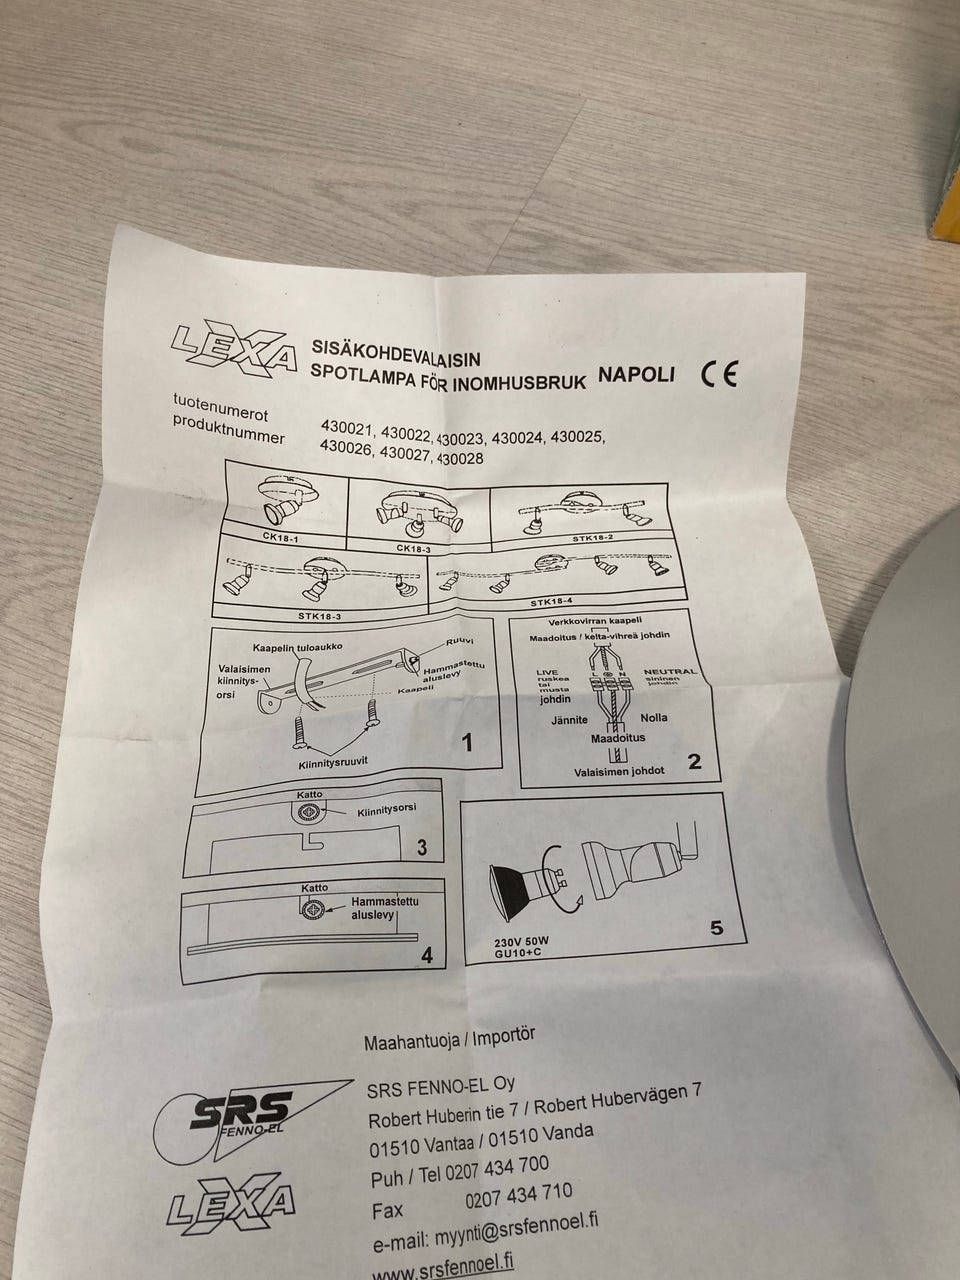 LEXA
SISÄKOHDEVALAISIN
SPOTLAMPA FÖR INOMHUSBRUK NAPOLI CE
tuotenumerot
produktnummer
430021, 430022, 430023, 430024, 430025,
430026, 430027, 430028
CK18-1
CK18-3
STK18-2
STK18-3
STK18-4
Kaapelin tuloaukko
Ruuvi
Valaisimen
kiinnitys-
orsi
Hammastettu
aluslevy
Kaapeli
Kiinnitysruuvit
1
Verkkovirran kaapeli
Maadoitus / kelta-vihreä johdin
LIVE
ruskea
tai
musta
johdin
L N
NEUTRAL
sininen
johdin
Jännite
Nolla
Maadoitus
Valaisimen johdot
2
Katto
Kiinnitysorsi
3
Katto
Hammastettu
aluslevy
4
230V 50W
GU10+C
5
Maahantuoja / Importör
SRS
FENNO-EL
LEXA
SRS FENNO-EL Oy
Robert Huberin tie 7 / Robert Hubervägen 7
01510 Vantaa / 01510 Vanda
Puh / Tel 0207 434 700
Fax 0207 434 710
e-mail: myynti@srsfennoel.fi
www.srsfennoel.fi